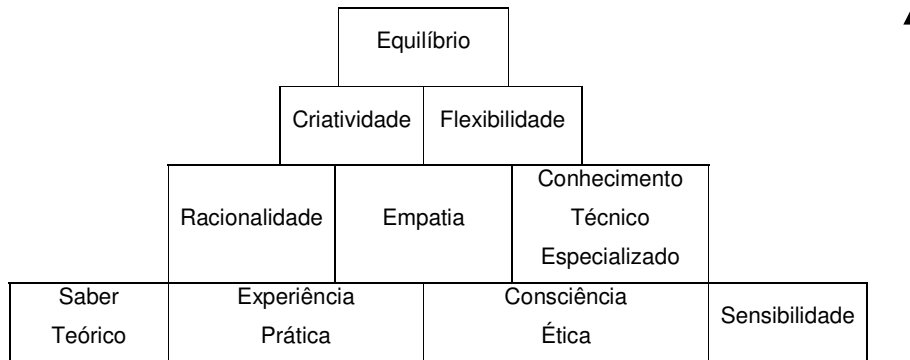 Equilíbrio
Criatividade
Flexibilidade
Racionalidade
Empatia
Conhecimento
Técnico
Especializado
Saber
Teórico
Experiência
Prática
Consciência
Ética
Sensibilidade